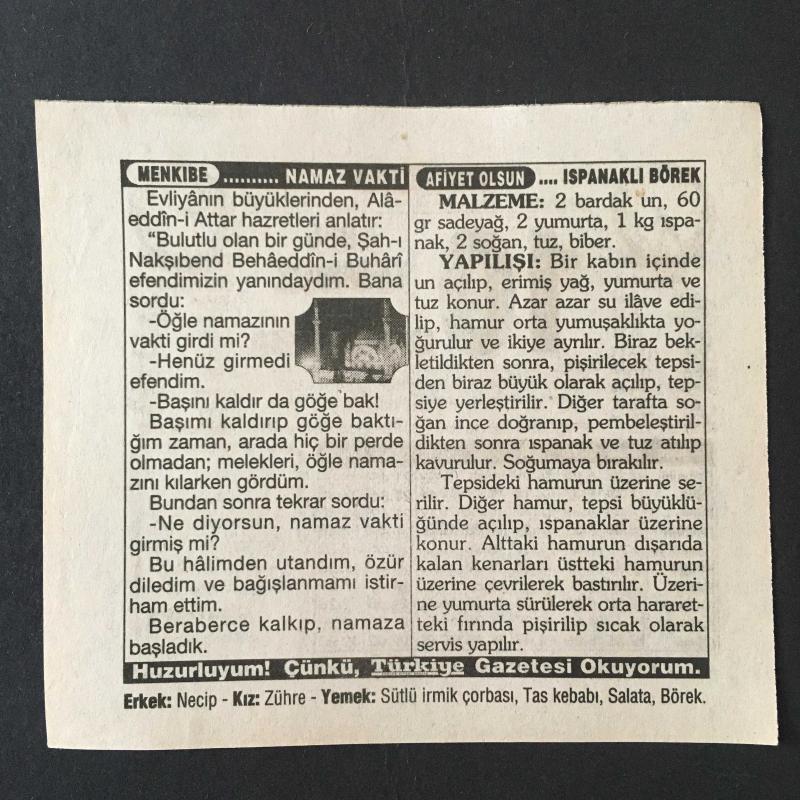 MENKIBE .......... NAMAZ VAKTİ
Evliyânın büyüklerinden, Alâ-
eddîn-i Attar hazretleri anlatır:
"Bulutlu olan bir günde, Şah-ı
Nakşıbend Behâeddîn-i Buhârî
efendimizin yanındaydım. Bana
sordu:
-Öğle namazının
vakti girdi mi?
-Henüz girmedi
efendim.
-Başını kaldır da göğe bak!
Başımı kaldırıp göğe baktı-
ğım zaman, arada hiç bir perde
olmadan; melekleri, öğle nama-
zını kılarken gördüm.
Bundan sonra tekrar sordu:
-Ne diyorsun, namaz vakti
girmiş mi?
Bu hâlimden utandım, özür
diledim ve bağışlanmamı istir-
ham ettim.
Beraberce kalkıp, namaza
başladık.
AFİYET OLSUN .... ISPANAKLI BÖREK
MALZEME: 2 bardak un, 60
gr sadeyağ, 2 yumurta, 1 kg ıspa-
nak, 2 soğan, tuz, biber.
YAPILIŞI: Bir kabın içinde
un açılıp, erimiş yağ, yumurta ve
tuz konur. Azar azar su ilâve edi-
lip, hamur orta yumuşaklıkta yo-
ğurulur ve ikiye ayrılır. Biraz bek-
letildikten sonra, pişirilecek tepsi-
den biraz büyük olarak açılıp, tep-
siye yerleştirilir. Diğer tarafta so-
ğan ince doğranıp, pembeleştiril-
dikten sonra ıspanak ve tuz atılıp
kavurulur. Soğumaya bırakılır.
Tepsideki hamurun üzerine se-
rilir. Diğer hamur, tepsi büyüklü-
ğünde açılıp, ıspanaklar üzerine
konur. Alttaki hamurun dışarıda
kalan kenarları üstteki hamurun
üzerine çevrilerek bastırılır. Üzeri-
ne yumurta sürülerek orta hararet-
teki fırında pişirilip sıcak olarak
servis yapılır.
Huzurluyum! Çünkü, Türkiye Gazetesi Okuyorum.
Erkek: Necip - Kız: Zühre - Yemek: Sütlü irmik çorbası, Tas kebabı, Salata, Börek.